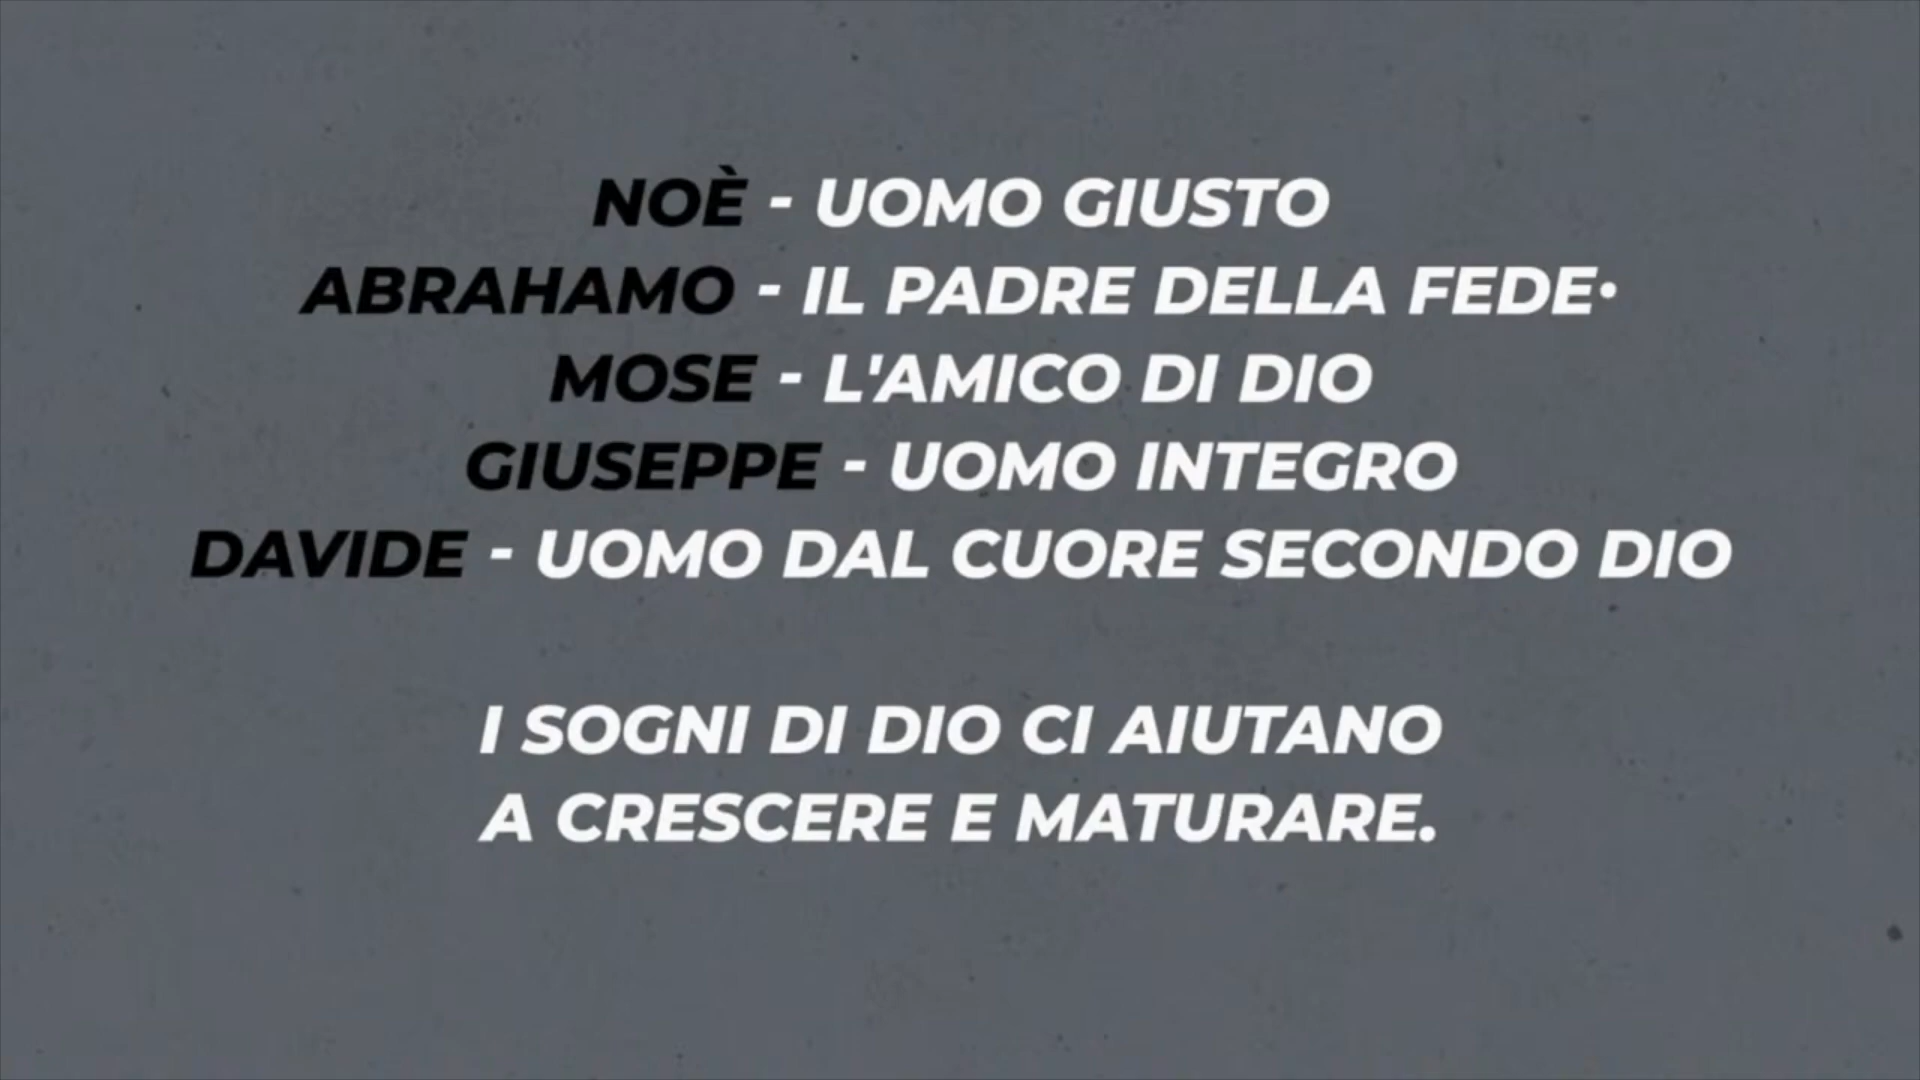 NOÈ - UOMO GIUSTO
ABRAHAMO - IL PADRE DELLA FEDE•
MOSE - L'AMICO DI DIO
GIUSEPPE - UOMO INTEGRO
DAVIDE - UOMO DAL CUORE SECONDO DIO
I SOGNI DI DIO CI AIUTANO
A CRESCERE E MATURARE.